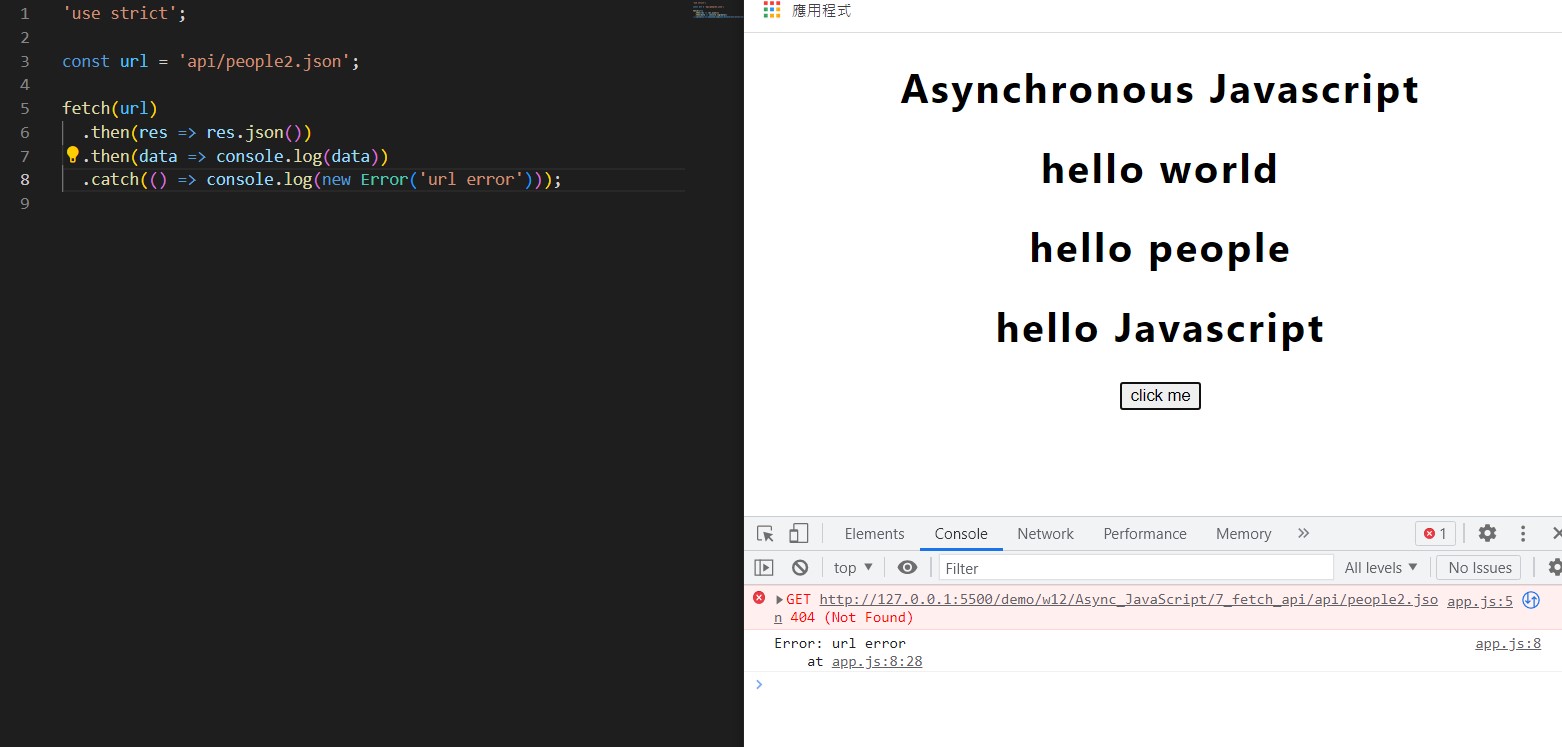 1 'use strict';
2
3 const url = 'api/people2.json';
4
5 fetch(url)
6 .then(res => res.json())
7 .then(data => console.log(data))
8 .catch(() => console.log(new Error('url error')));
9
應用程式
Asynchronous Javascript
hello world
hello people
hello Javascript
click me
Elements Console Network Performance Memory » 1
top Filter All levels No Issues
GET http://127.0.0.1:5500/demo/w12/Async_JavaScript/7_fetch_api/api/people2.jso app.js:5
n 404 (Not Found)
Error: url error app.js:8
at app.js:8:28